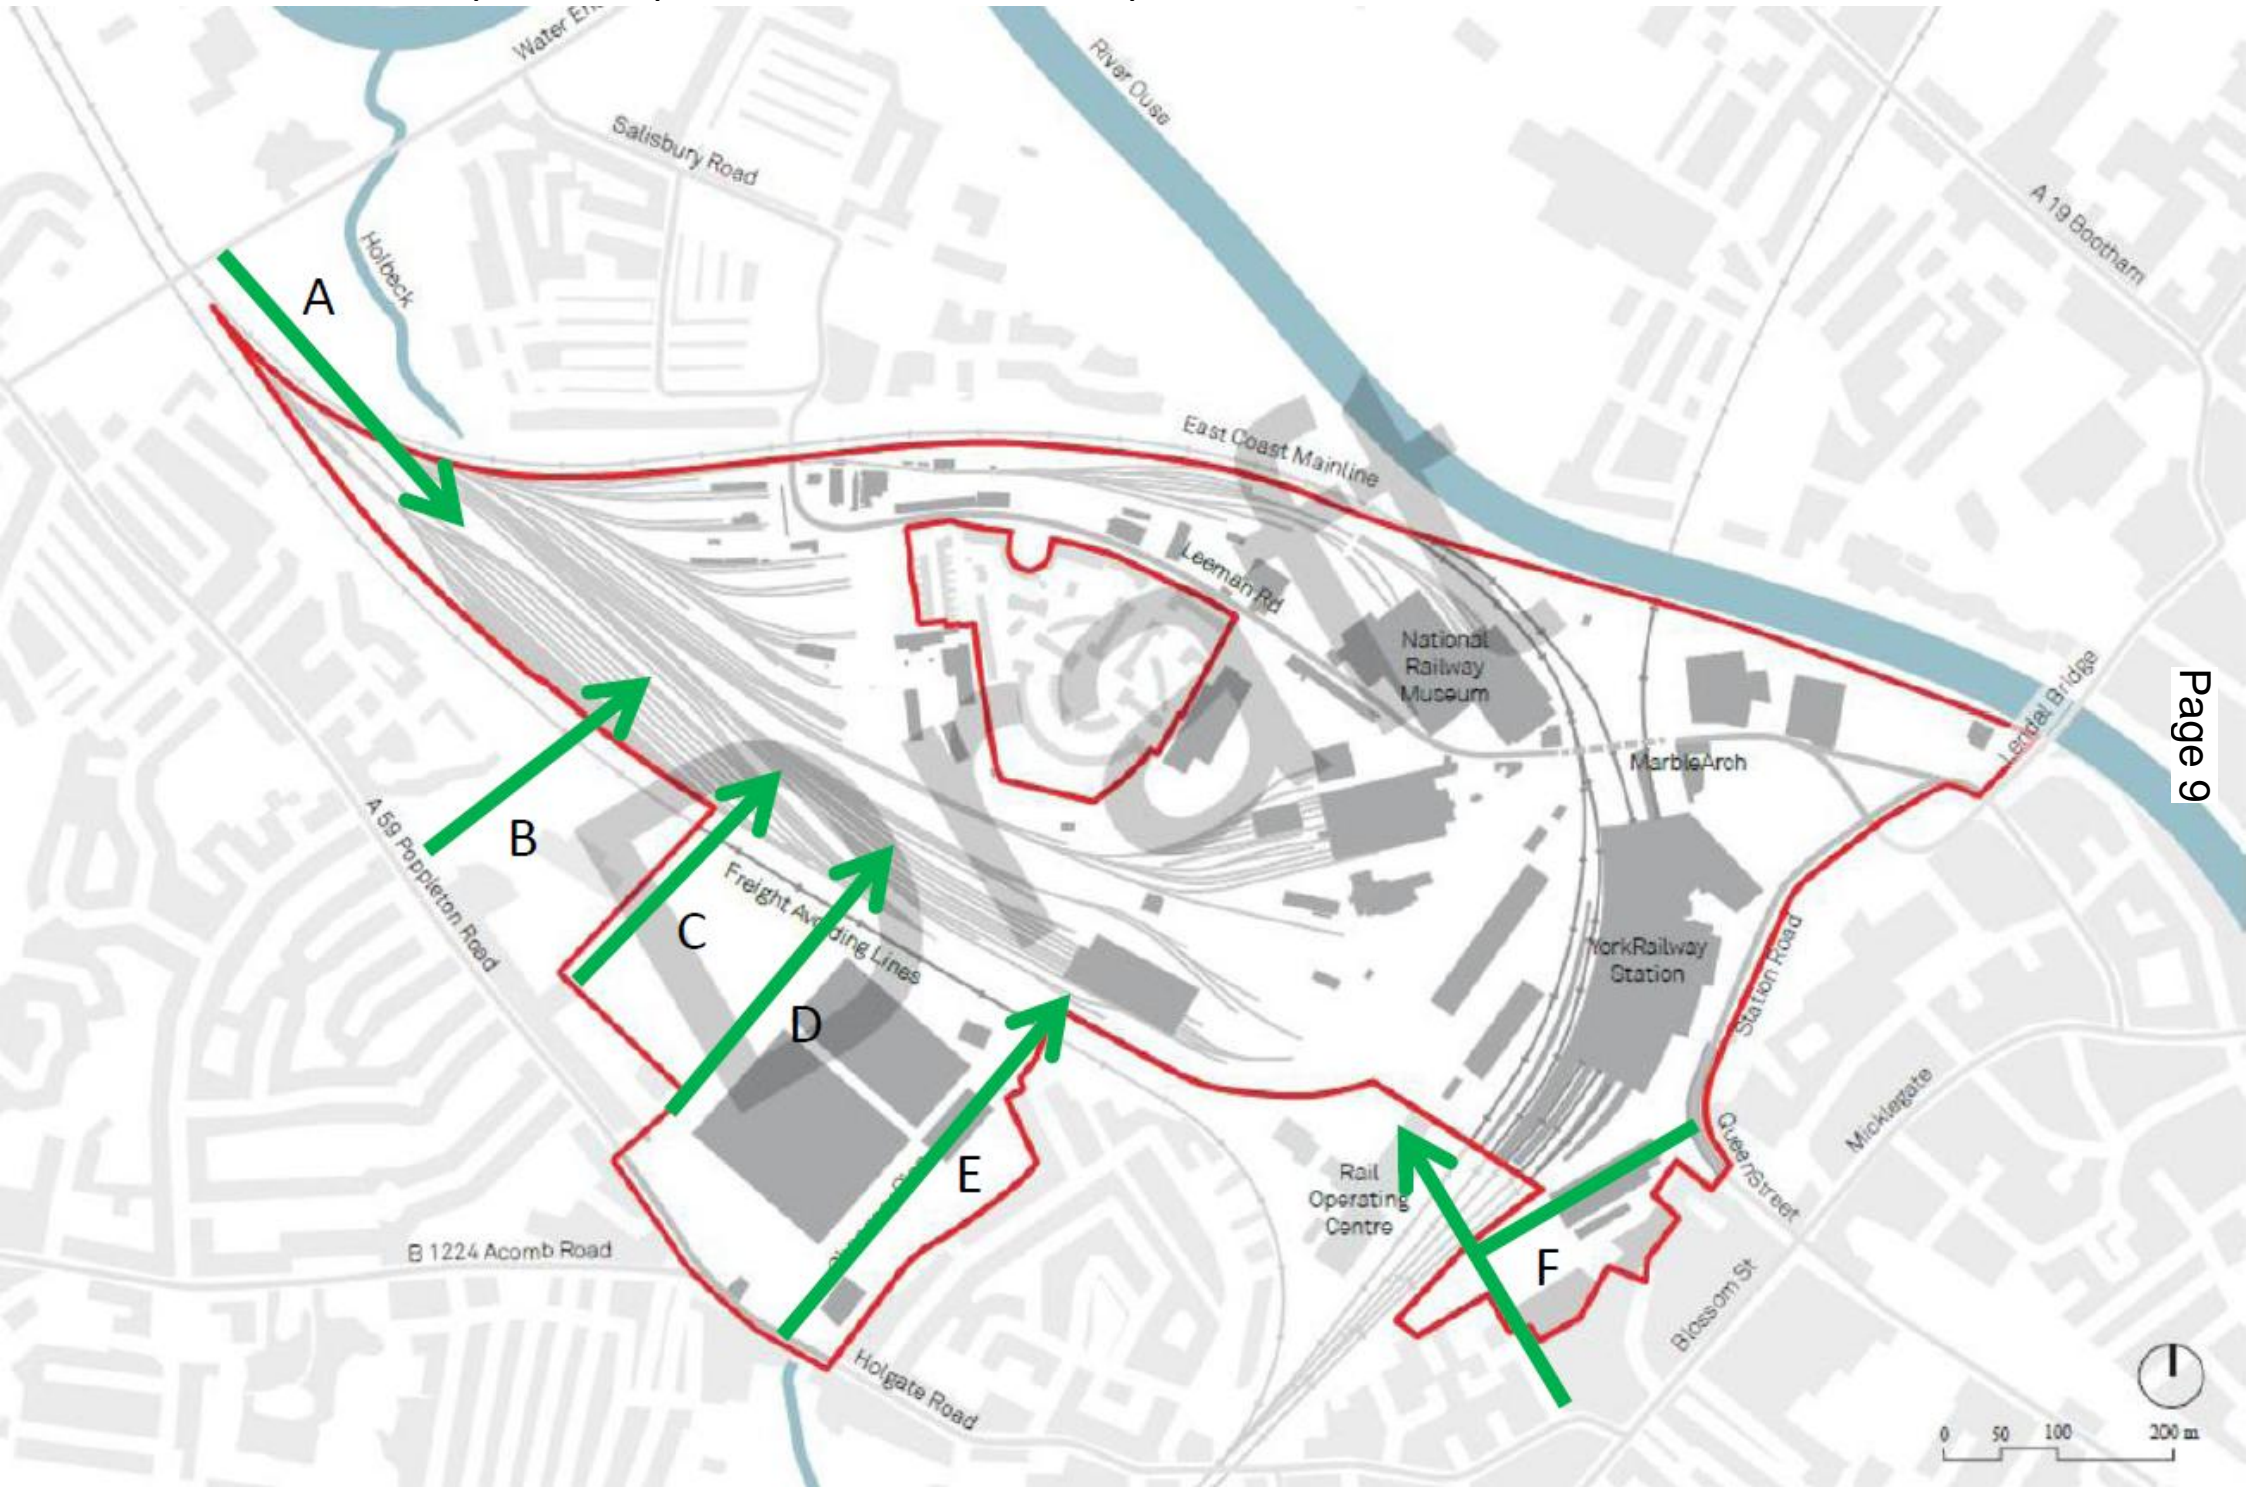 Water En
River Ouse
Salisbury Road
A 19 Bootham
Holbeck
A
East Coast Mainline
Leeman Rd
National
Railway
Museum
Lendal Bridge
Page 9
MarbleArch
B
A 59 Poppleton Road
Freight Avoiding Lines
C
YorkRailway
Station
Station Road
D
Micklegate
E
Queen Street
Rail
Operating
Centre
B 1224 Acomb Road
F
Blossom St
Holgate Road
0 50 100 200 m